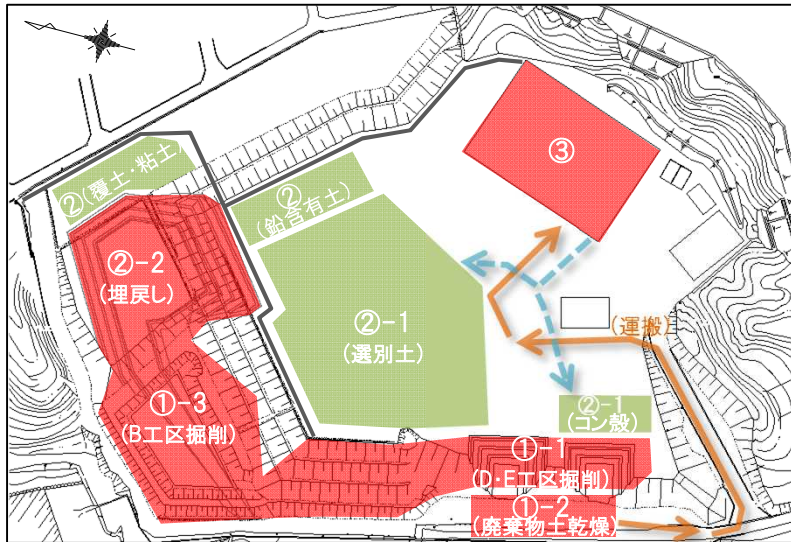 ③
②(覆土・粘土)
②
(鉛含有土)
②-2
(埋戻し)
②-1
(選別土)
(運搬)
①-3
(B工区掘削)
②-1
(コン殻)
①-1
(D・E工区掘削)
①-2
(廃棄物土乾燥)